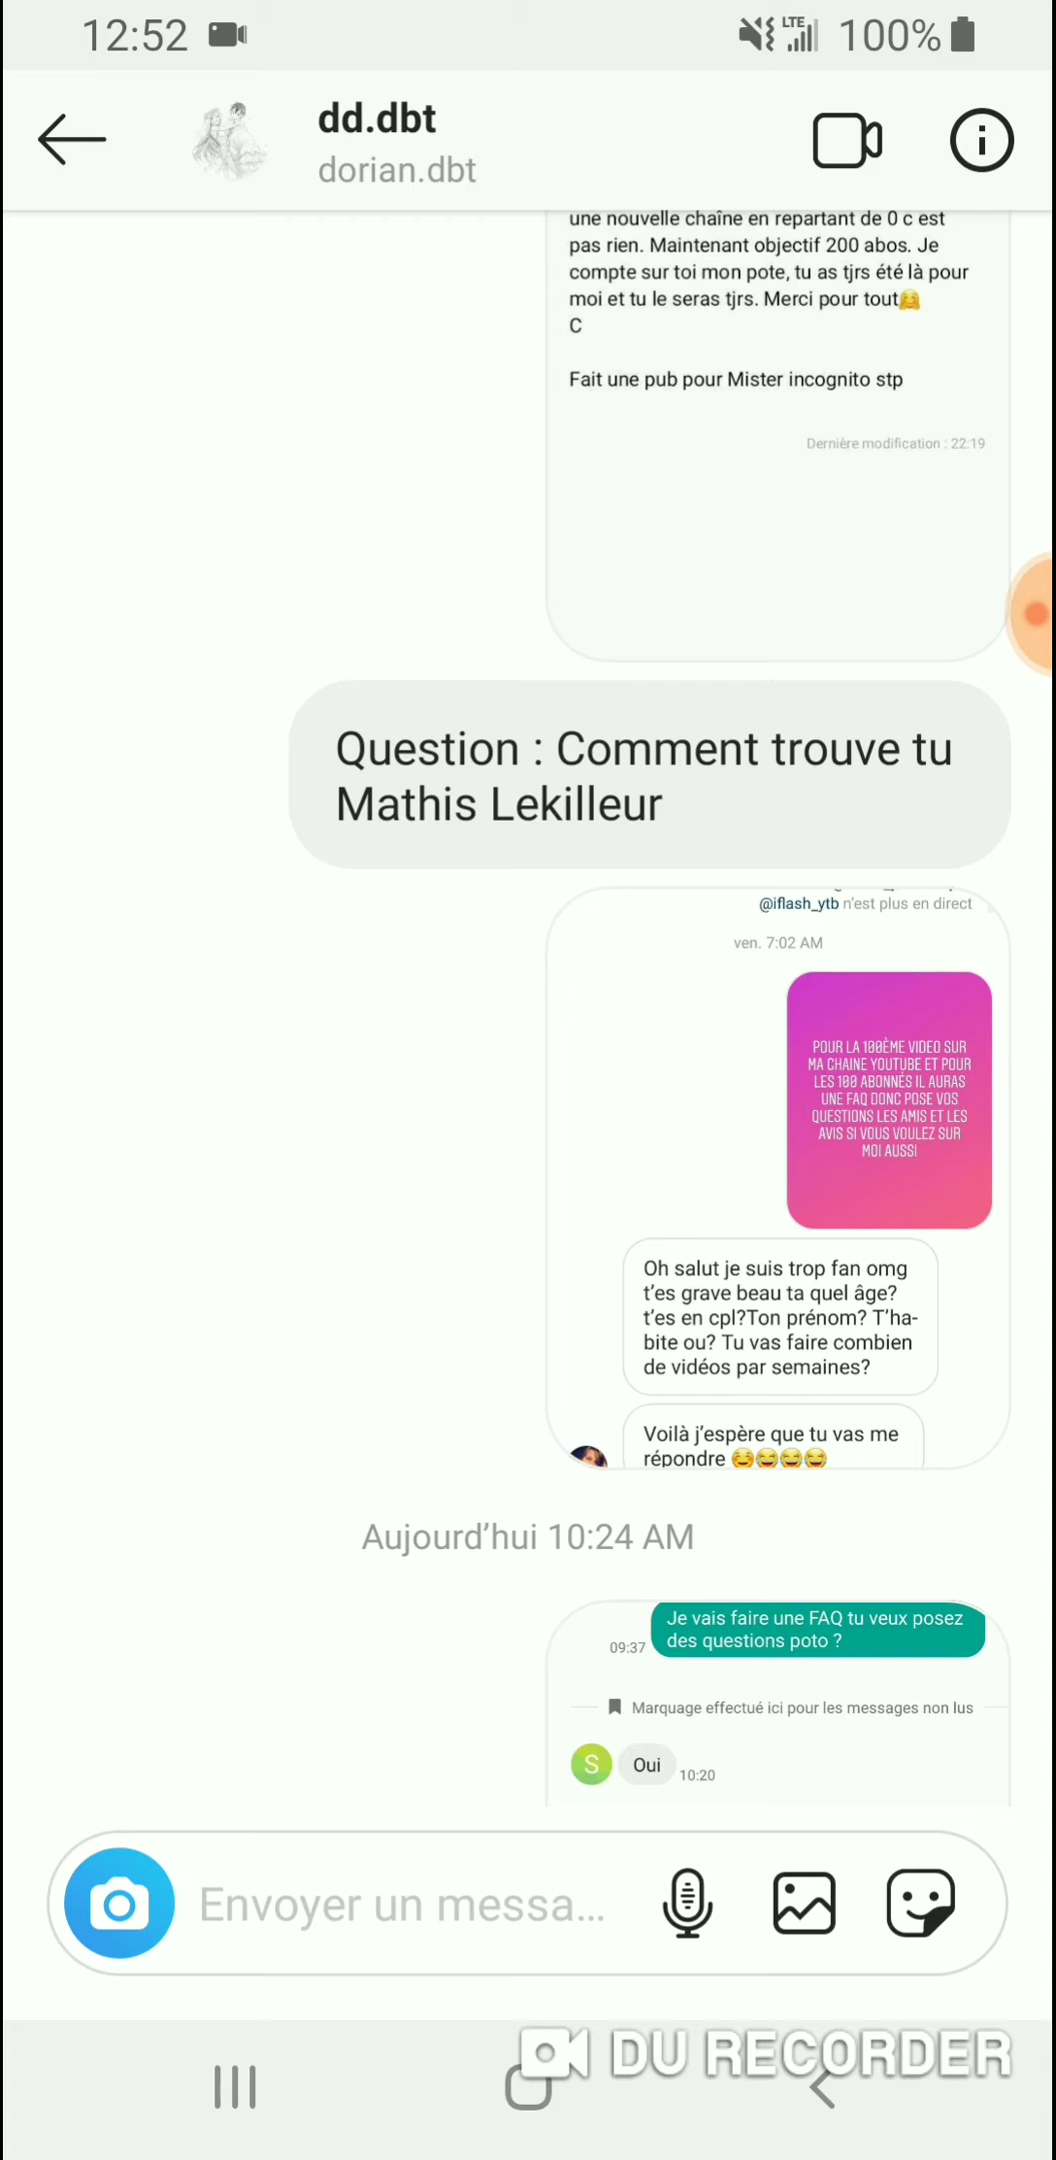 12:52
LTE
100%
dd.dbt
dorian.dbt
une nouvelle chaîne en repartant de 0 c est
pas rien. Maintenant objectif 200 abos. Je
compte sur toi mon pote, tu as tjrs été là pour
moi et tu le seras tjrs. Merci pour tout🤗
C
Fait une pub pour Mister incognito stp
Dernière modification : 22:19
Question : Comment trouve tu
Mathis Lekilleur
@iflash_ytb n'est plus en direct
ven. 7:02 AM
POUR LA 100ÈME VIDEO SUR
MA CHAINE YOUTUBE ET POUR
LES 100 ABONNÉS IL AURAS
UNE FAQ DONC POSE VOS
QUESTIONS LES AMIS ET LES
AVIS SI VOUS VOULEZ SUR
MOI AUSSI
Oh salut je suis trop fan omg
t'es grave beau ta quel âge?
t'es en cpl?Ton prénom? T'ha-
bite ou? Tu vas faire combien
de vidéos par semaines?
Voilà j'espère que tu vas me
répondre ☺️😂😂😂
Aujourd'hui 10:24 AM
Je vais faire une FAQ tu veux posez
des questions poto ?
09:37
Marquage effectué ici pour les messages non lus
S
Oui
10:20
Envoyer un messa...
DU RECORDER